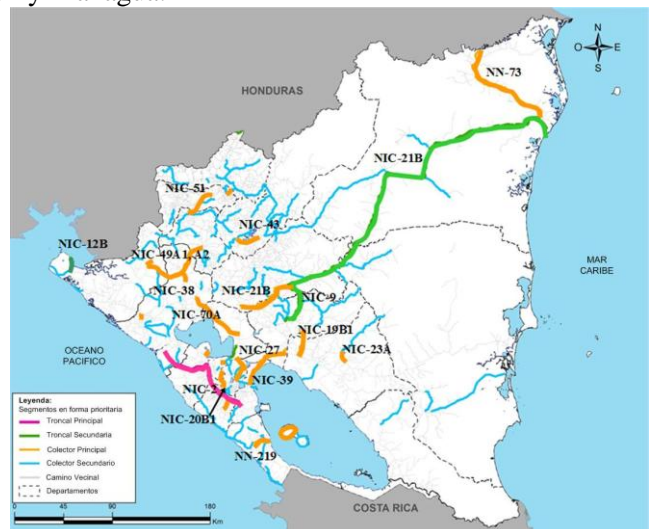 N
O E
S
HONDURAS
NN-73
NIC-21B
NIC-51
NIC-43
NIC-12B
NIC-49A1, A2
NIC-38
NIC-21B
NIC-9
MAR
CARIBE
NIC-70A
NIC-19B1
NIC-27
NIC-23A
OCEANO
PACIFICO
NIC-39
NIC-2
NIC-20B1
NN-219
Leyenda:
Segmentos en forma prioritaria
Troncal Principal
Troncal Secundaria
Colector Principal
Colector Secundario
Camino Vecinal
Departamentos
0 45 90 180
Km
COSTA RICA